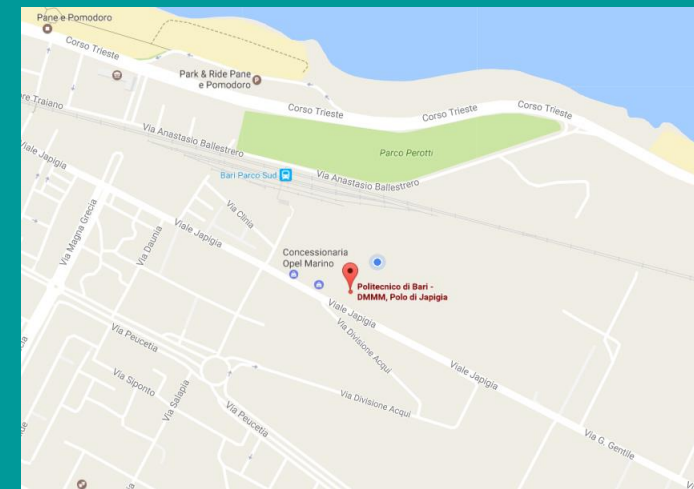 Pane e Pomodoro
Corso Trieste
Park & Ride Pane
e Pomodoro
Corso Trieste
Corso Trieste
Corso Trieste
re Traiano
Via Anastasio Ballestrero
Parco Perotti
Viale Japigia
Bari Parco Sud
Via Anastasio Ballestrero
Via Magna Grecia
Via Daunia
Via Clinia
Viale Japigia
Concessionaria
Opel Marino
Politecnico di Bari -
DMMM, Polo di Japigia
Viale Japigia
Via Divisione Acqui
Via Peucetia
Viale Japigia
Via Siponto
Via Salapia
Via Divisione Acqui
Via Peucetia
Via G. Gentile